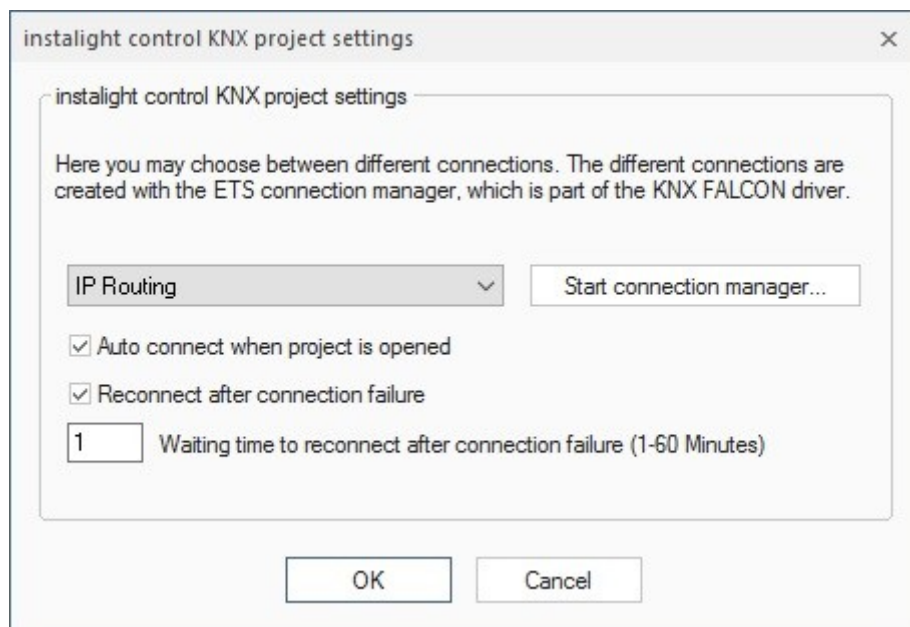 instalight control KNX project settings
instalight control KNX project settings
Here you may choose between different connections. The different connections are
created with the ETS connection manager, which is part of the KNX FALCON driver.
IP Routing
Start connection manager...
Auto connect when project is opened
Reconnect after connection failure
1 Waiting time to reconnect after connection failure (1-60 Minutes)
OK
Cancel